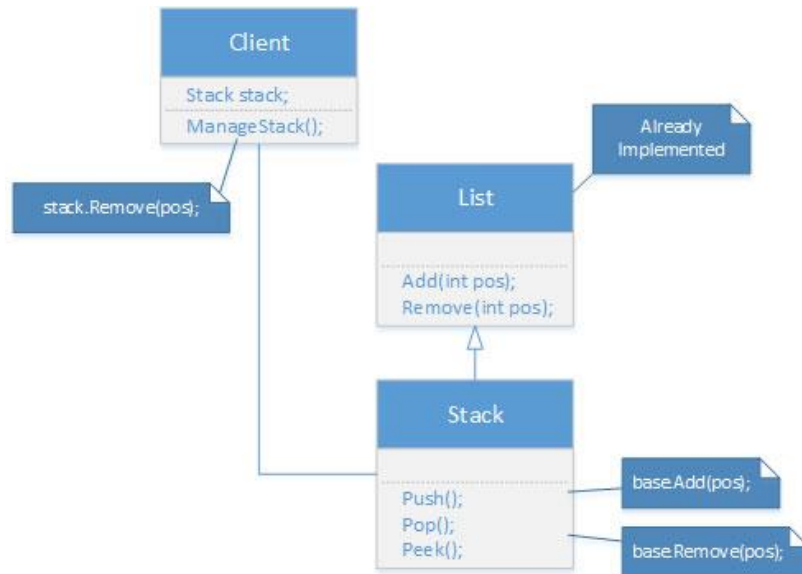 Client
Stack stack;
ManageStack();
stack.Remove(pos);
Already
Implemented
List
Add(int pos);
Remove(int pos);
Stack
Push();
Pop();
Peek();
base.Add(pos);
base.Remove(pos);